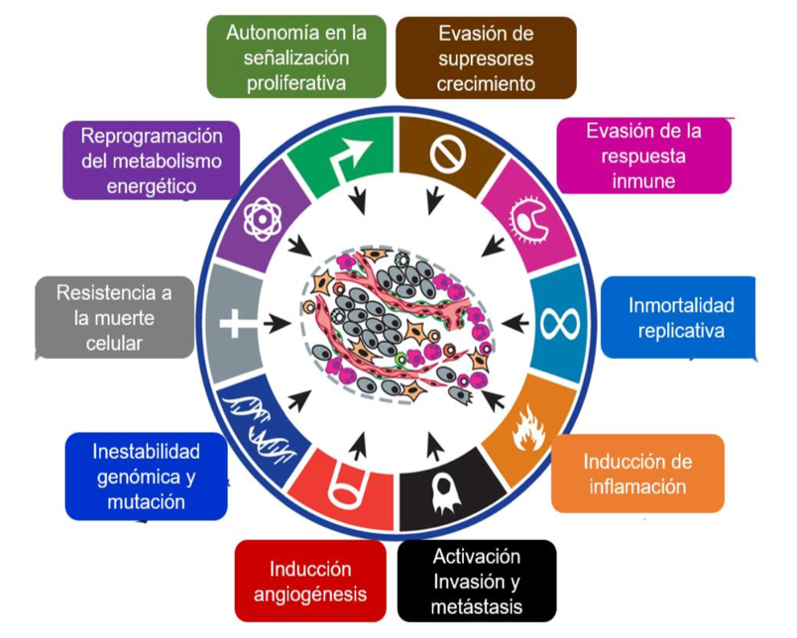 Autonomía en la
señalización
proliferativa
Evasión de
supresores
crecimiento
Reprogramación
del metabolismo
energético
Evasión de la
respuesta
inmune
Resistencia a
la muerte
celular
Inmortalidad
replicativa
Inestabilidad
genómica y
mutación
Inducción de
inflamación
Inducción
angiogénesis
Activación
Invasión y
metástasis